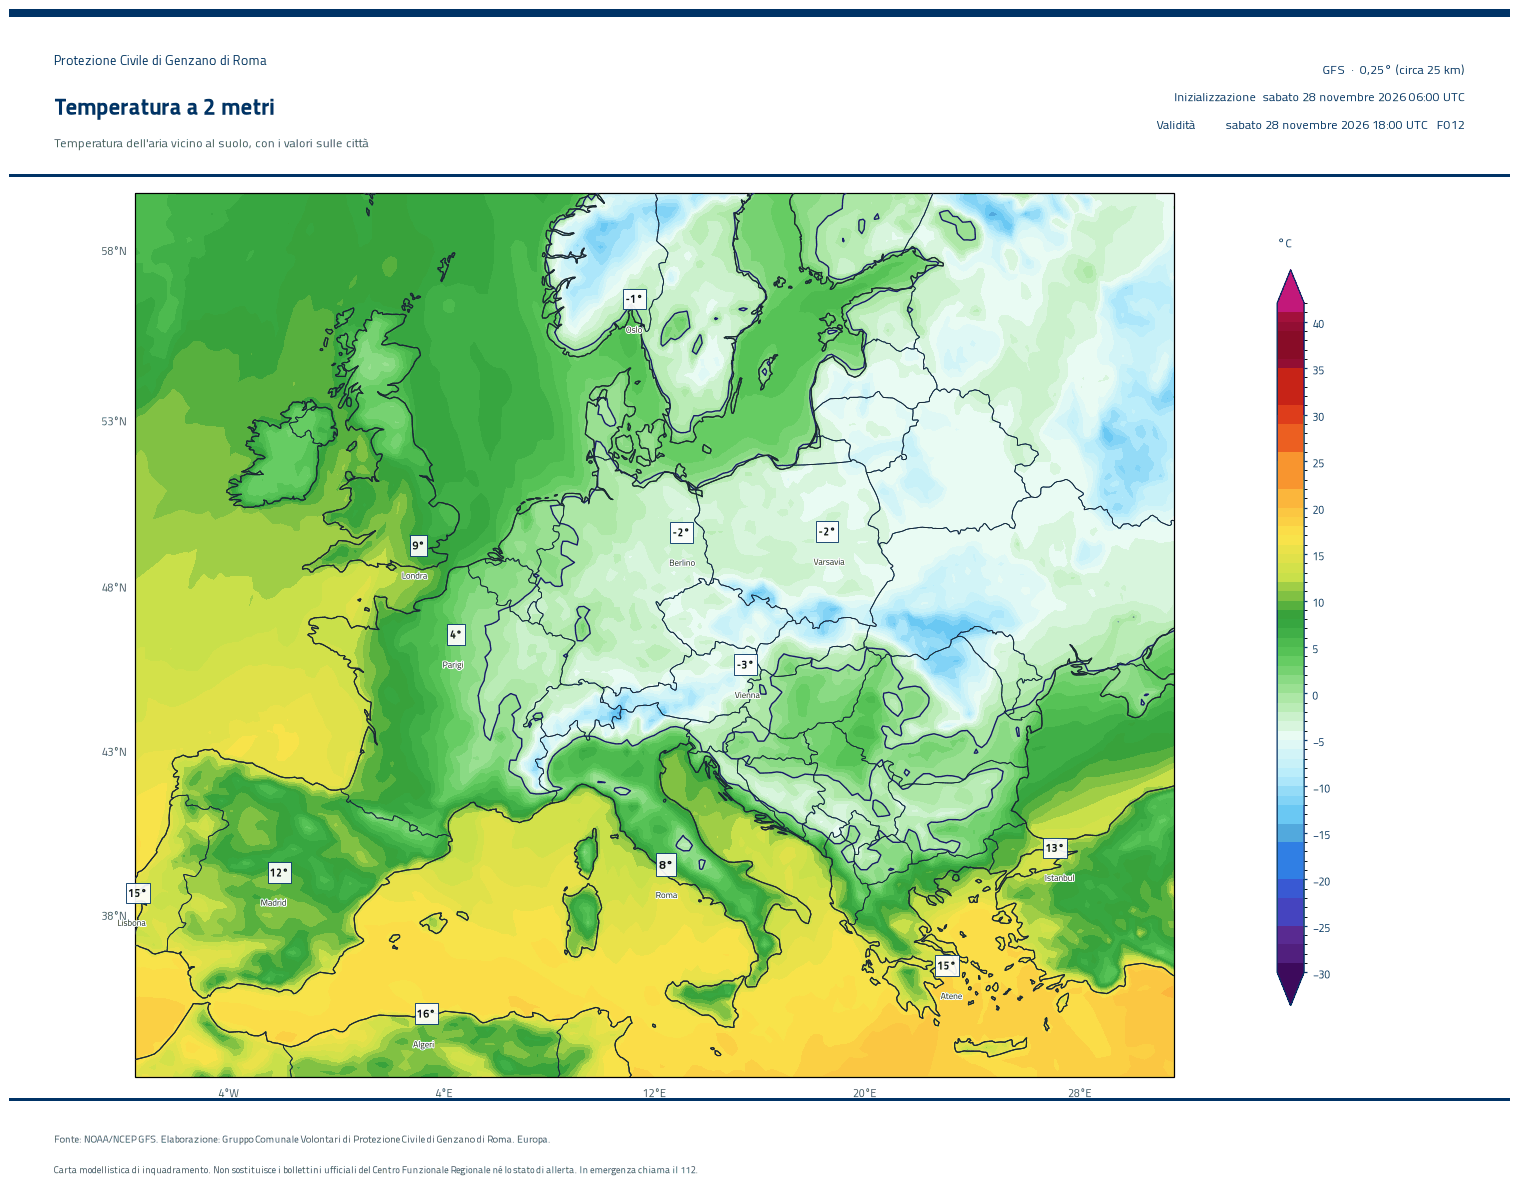 Protezione Civile di Genzano di Roma
Temperatura a 2 metri
Temperatura dell'aria vicino al suolo, con i valori sulle città
GFS · 0,25° (circa 25 km)
Inizializzazione sabato 28 novembre 2026 06:00 UTC
Validità sabato 28 novembre 2026 18:00 UTC F012
°C
58°N
53°N
48°N
43°N
38°N
4°W
4°E
12°E
20°E
28°E
-1°
Oslo
9°
Londra
-2°
Berlino
-2°
Varsavia
4°
Parigi
-3°
Vienna
12°
Madrid
15°
Lisbona
8°
Roma
13°
Istanbul
15°
Atene
16°
Algeri
40
35
30
25
20
15
10
5
0
−5
−10
−15
−20
−25
−30
Fonte: NOAA/NCEP GFS. Elaborazione: Gruppo Comunale Volontari di Protezione Civile di Genzano di Roma. Europa.
Carta modellistica di inquadramento. Non sostituisce i bollettini ufficiali del Centro Funzionale Regionale né lo stato di allerta. In emergenza chiama il 112.